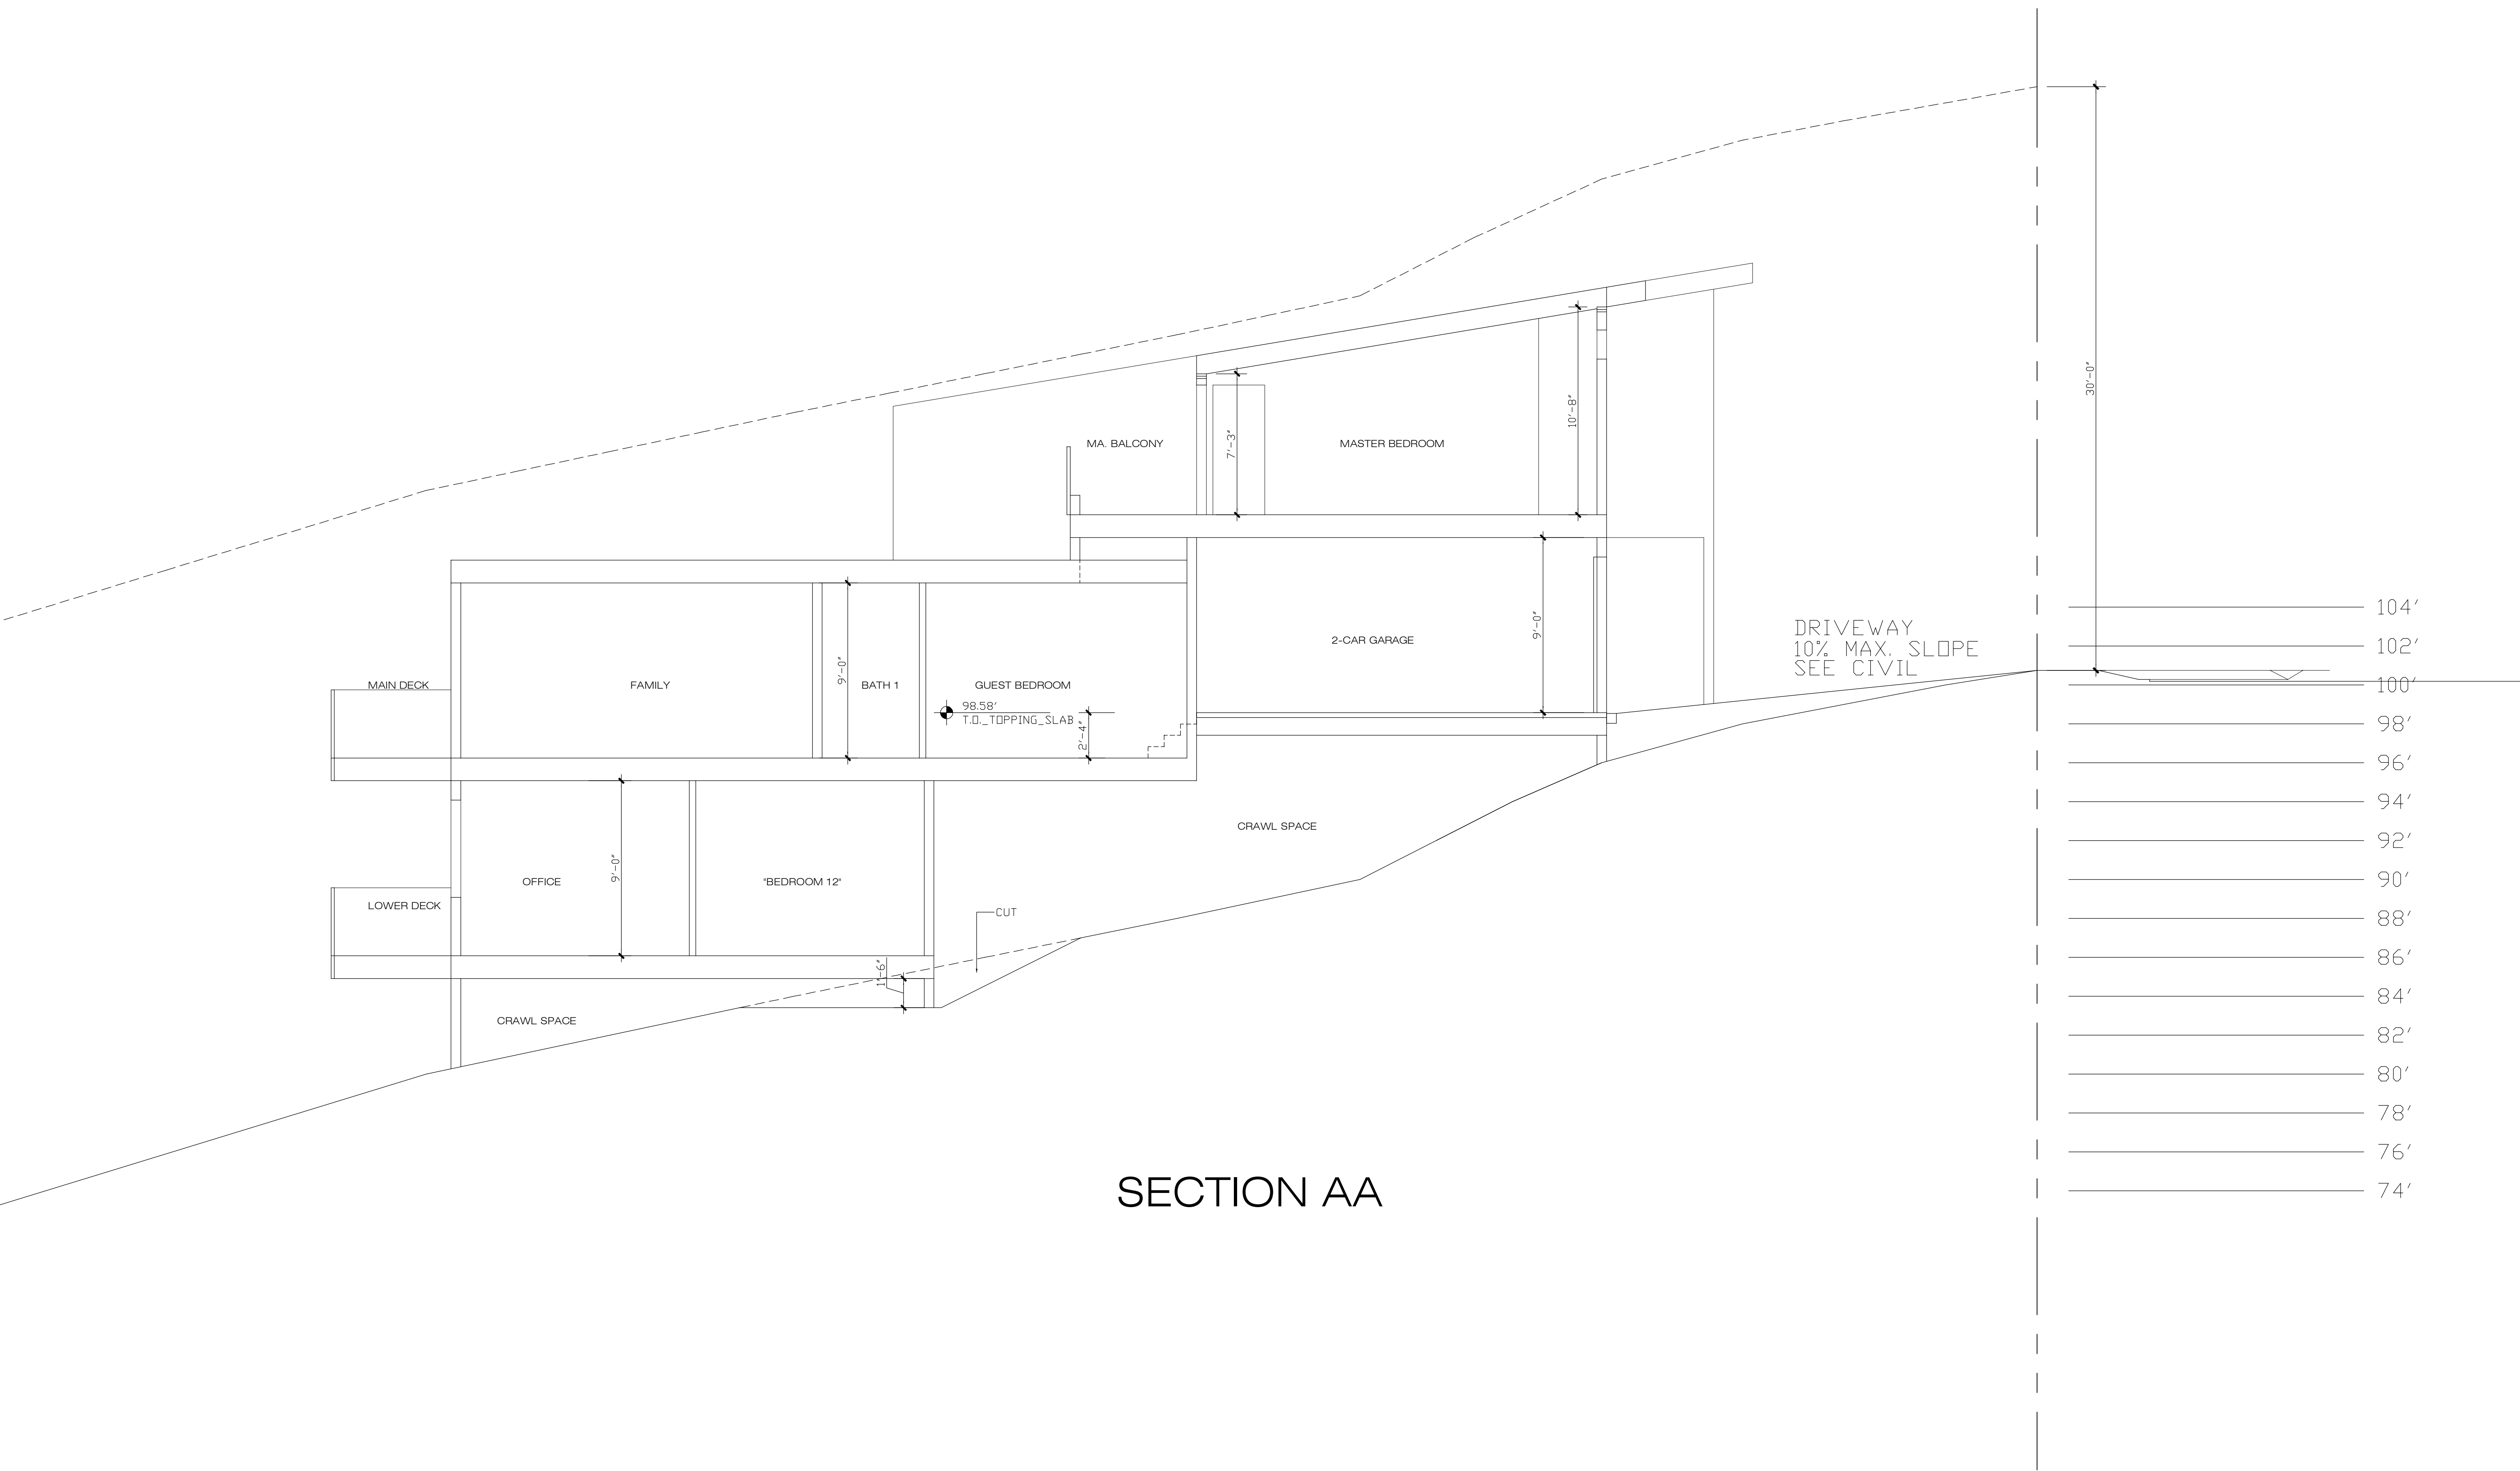 30'-0"
10'-8"
7'-3"
MA. BALCONY
MASTER BEDROOM
104'
DRIVEWAY
10% MAX. SLOPE
SEE CIVIL
102'
100'
9'-0"
2-CAR GARAGE
MAIN DECK
FAMILY
9'-0"
BATH 1
GUEST BEDROOM
98.58'
T.O._TOPPING_SLAB
2'-4"
98'
96'
94'
CRAWL SPACE
92'
OFFICE
9'-0"
"BEDROOM 12"
90'
LOWER DECK
CUT
88'
86'
1'-6"
84'
CRAWL SPACE
82'
80'
78'
76'
74'
SECTION AA